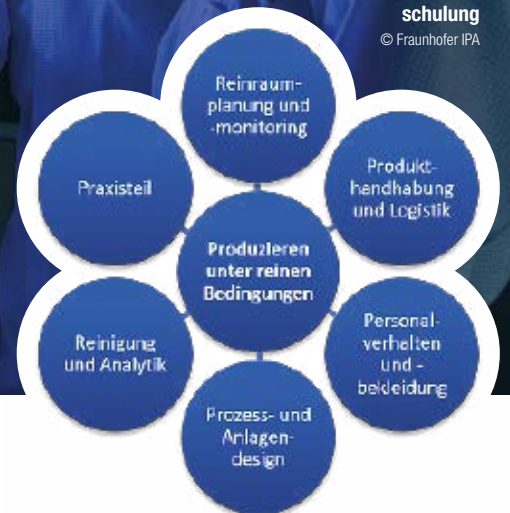 schulung
© Fraunhofer IPA
Reinraum-
planung und
-monitoring
Produkt-
handhabung
und Logistik
Personal-
verhalten
und -
bekleidung
Prozess- und
Anlagen-
design
Reinigung
und Analytik
Praxisteil
Produzieren
unter reinen
Bedingungen